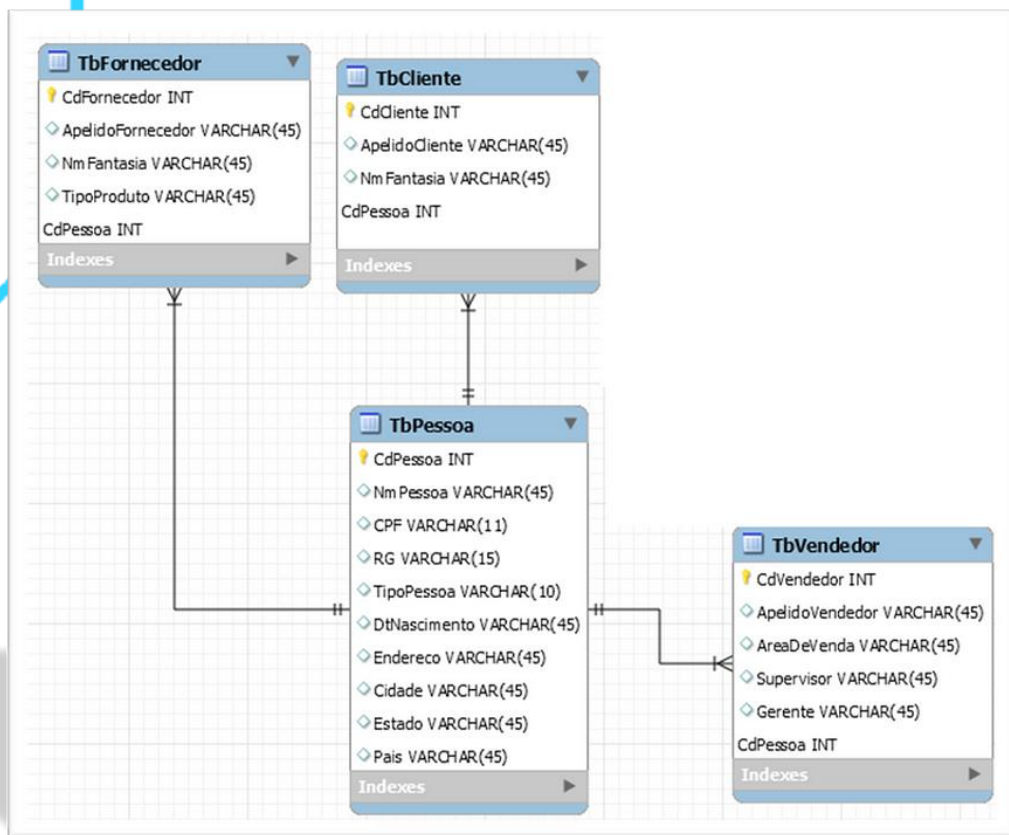 TbFornecedor
CdFornecedor INT
ApelidoFornecedor VARCHAR(45)
NmFantasia VARCHAR(45)
TipoProduto VARCHAR(45)
CdPessoa INT
Indexes
TbCliente
CdCliente INT
ApelidoCliente VARCHAR(45)
NmFantasia VARCHAR(45)
CdPessoa INT
Indexes
TbPessoa
CdPessoa INT
NmPessoa VARCHAR(45)
CPF VARCHAR(11)
RG VARCHAR(15)
TipoPessoa VARCHAR(10)
DtNascimento VARCHAR(45)
Endereco VARCHAR(45)
Cidade VARCHAR(45)
Estado VARCHAR(45)
Pais VARCHAR(45)
Indexes
TbVendedor
CdVendedor INT
ApelidoVendedor VARCHAR(45)
AreaDeVenda VARCHAR(45)
Supervisor VARCHAR(45)
Gerente VARCHAR(45)
CdPessoa INT
Indexes